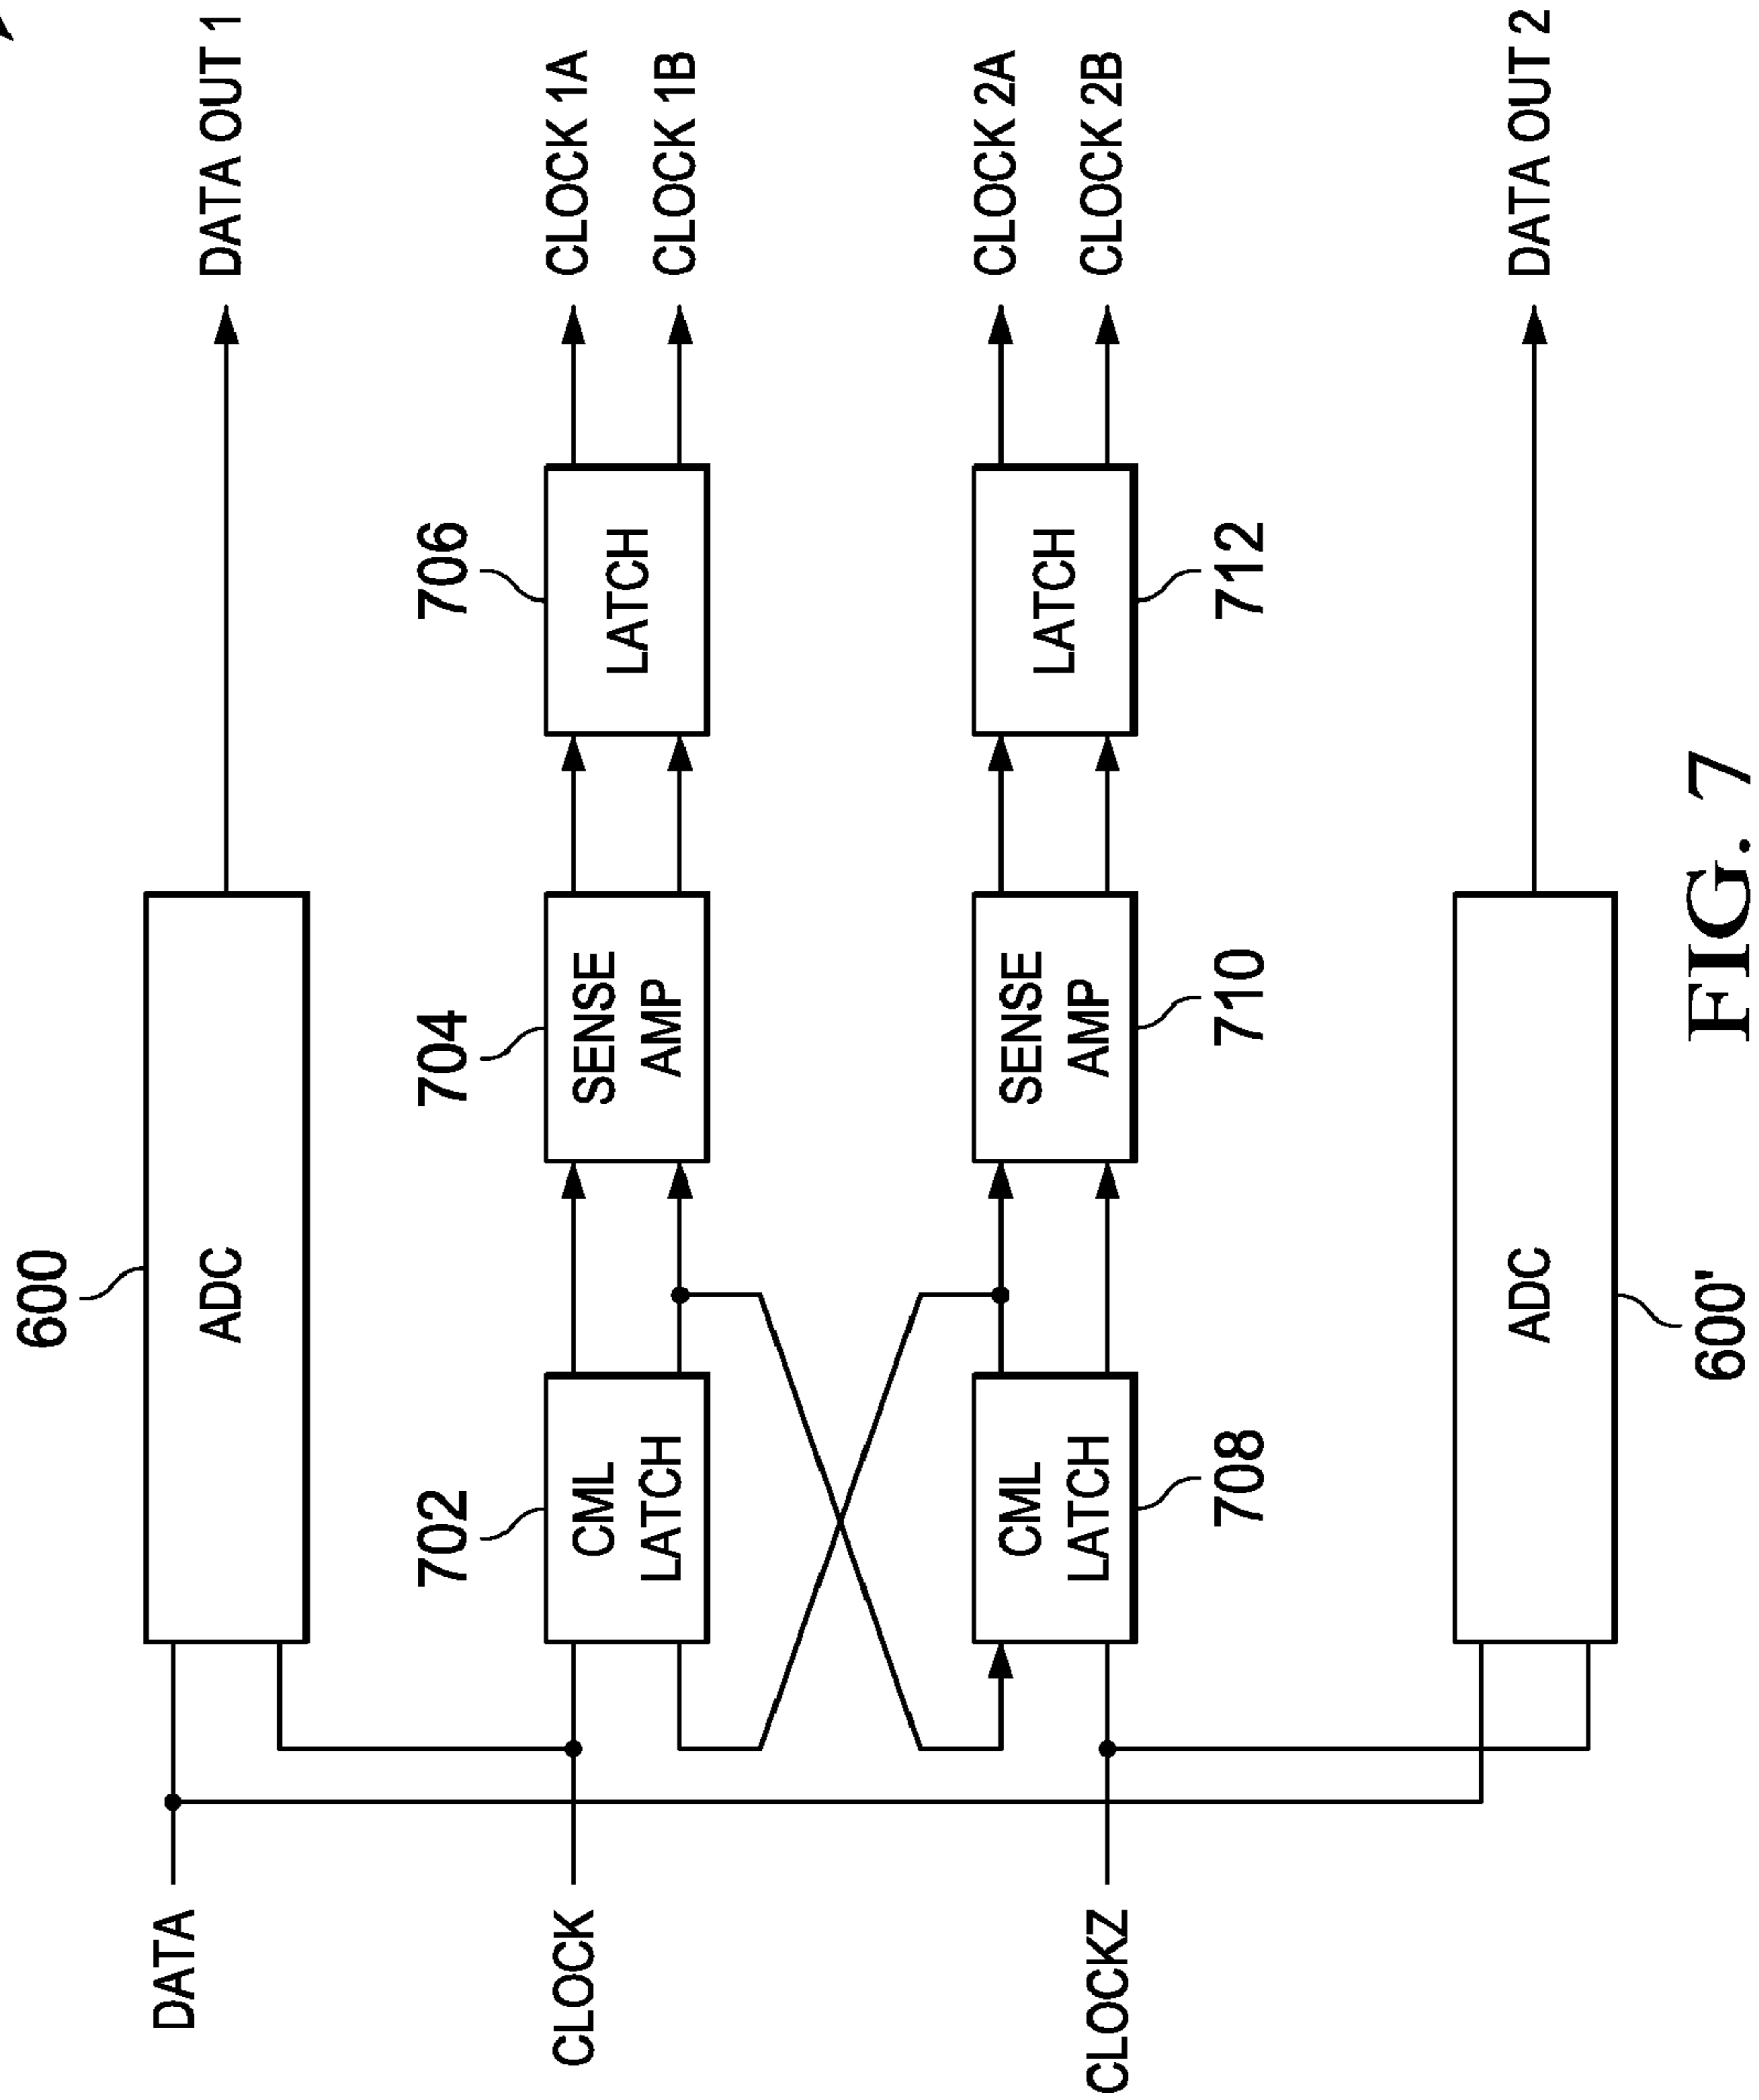 600
ADC
DATA
DATA OUT 1
702
CML
LATCH
704
SENSE
AMP
706
LATCH
CLOCK
CLOCK 1A
CLOCK 1B
CML
LATCH
708
SENSE
AMP
710
LATCH
712
CLOCKZ
CLOCK 2A
CLOCK 2B
ADC
600'
DATA OUT 2
FIG. 7